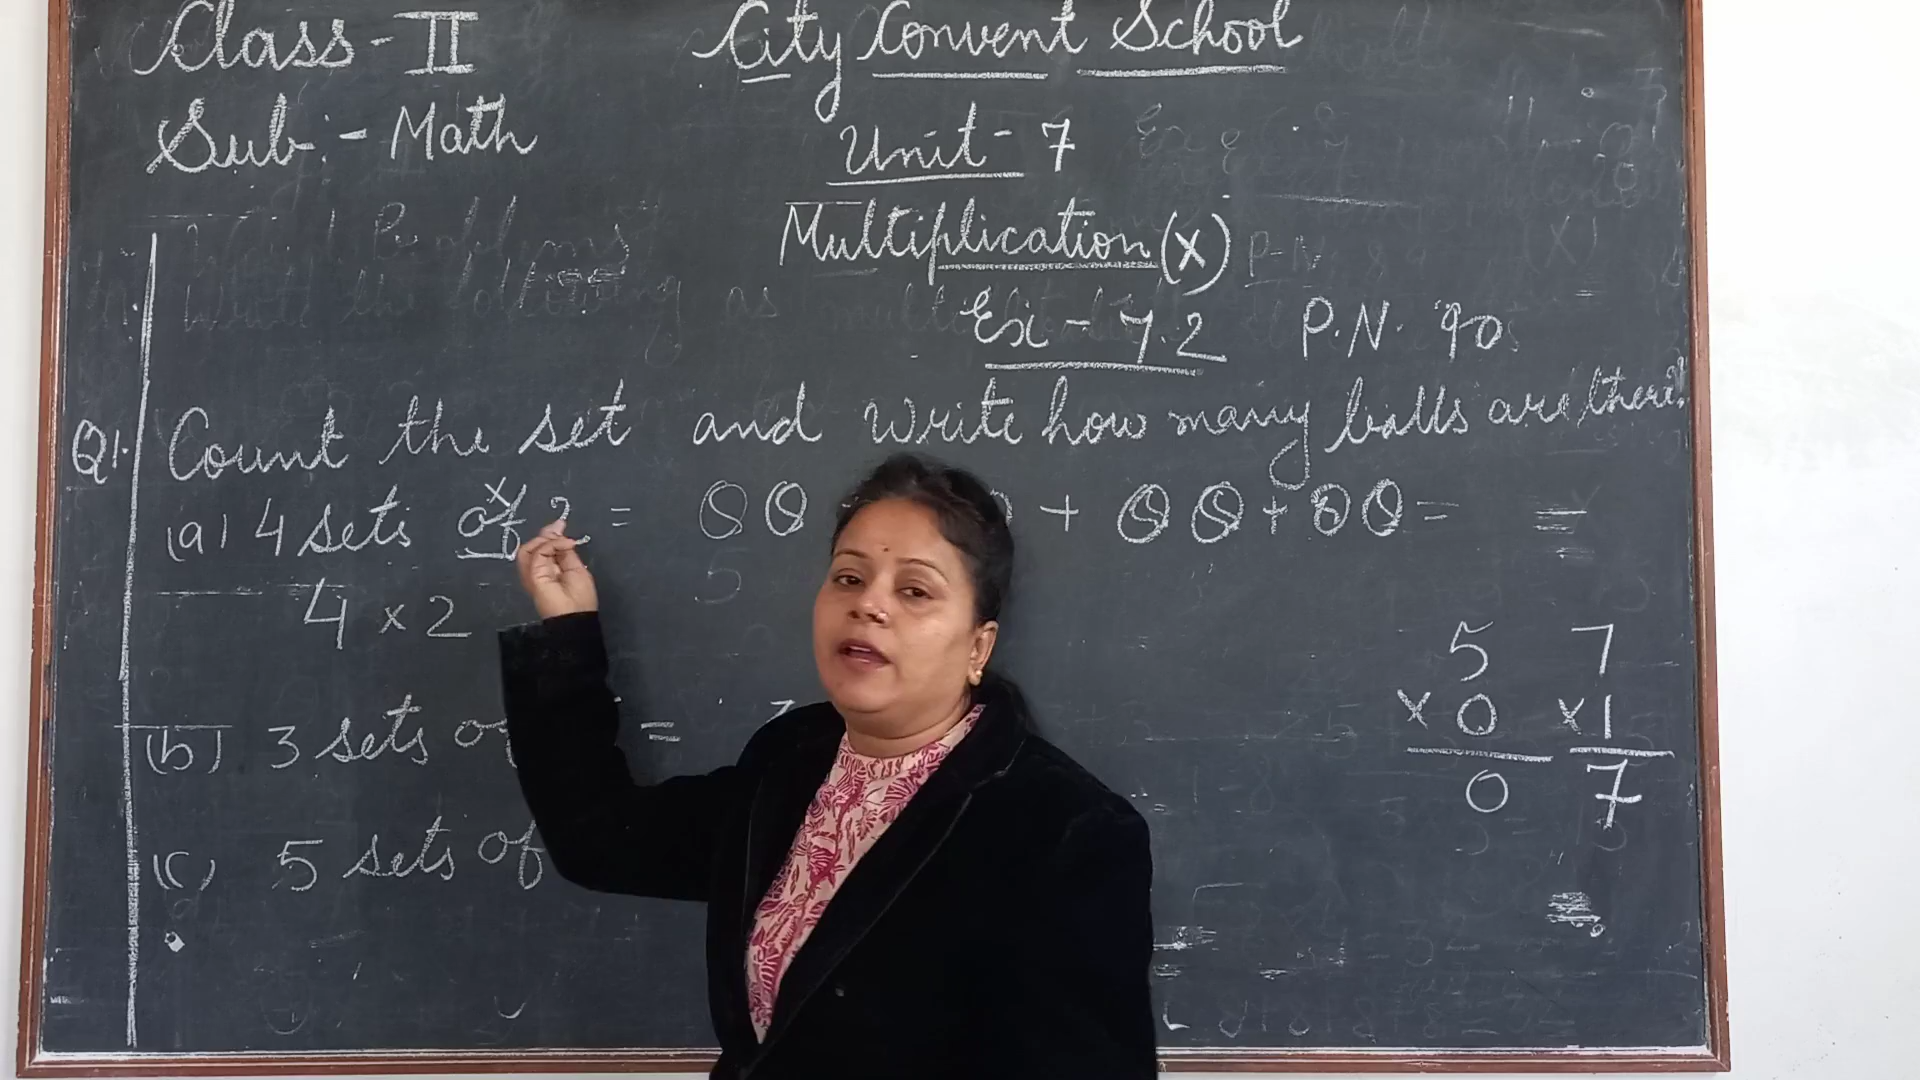 Class - II City Convent School
Sub:- Math Unit - 7
Multiplication (x)
Ex - 7.2 P.N. 90
Q1. Count the set and write how many balls are there?
(a) 4 sets of 2 = + + = =
x
4 x 2
(b) 3 sets of =
(c) 5 sets of
5 7
x 0 x 1
0 7